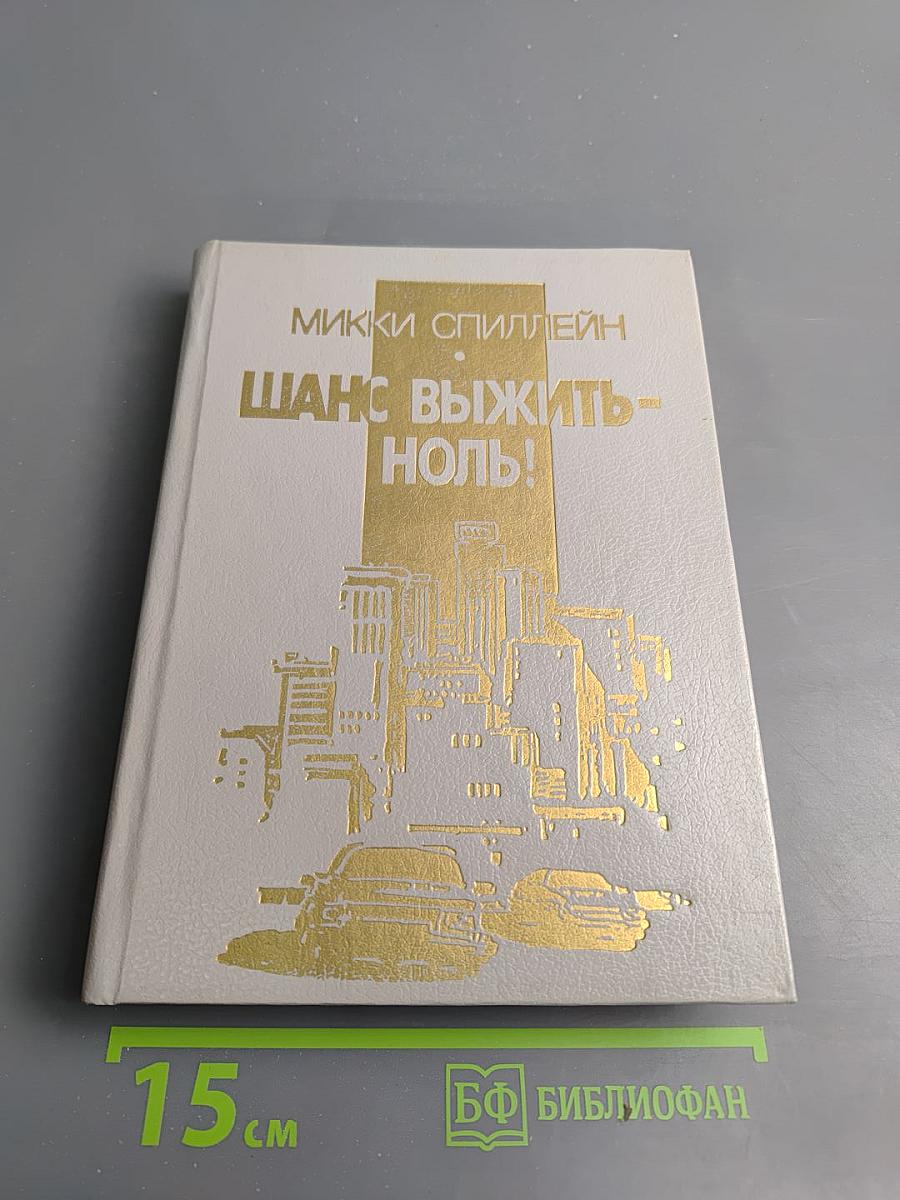 МИККИ СПИЛЛЕЙН
ШАНС ВЫЖИТЬ-
НОЛЬ!
15 см
БФ БИБЛИОФАН